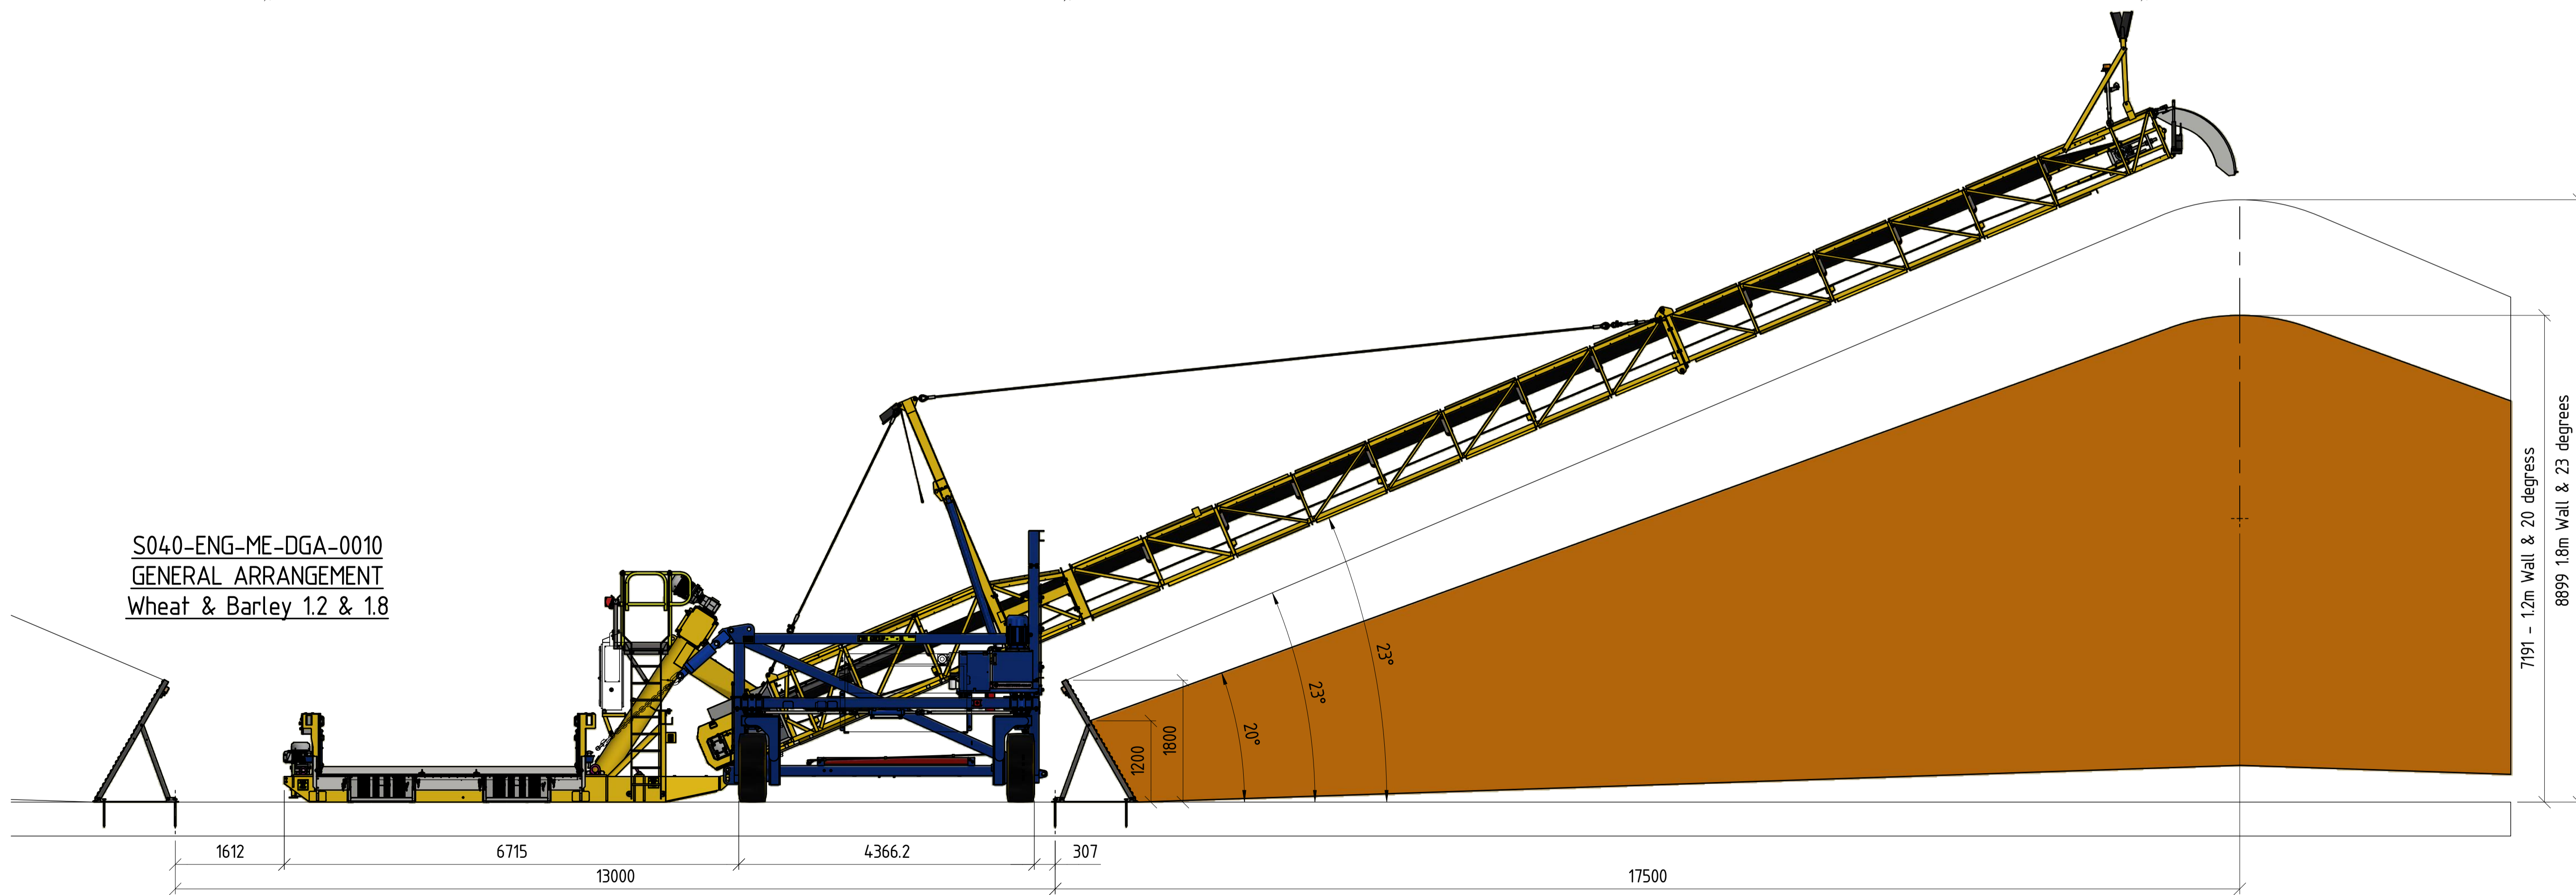 S040-ENG-ME-DGA-0010
GENERAL ARRANGEMENT
Wheat & Barley 1.2 & 1.8
23°
23°
20°
1200
1800
7191 - 1.2m Wall & 20 degress
8899 1.8m Wall & 23 degrees
1612
6715
4366.2
307
13000
17500